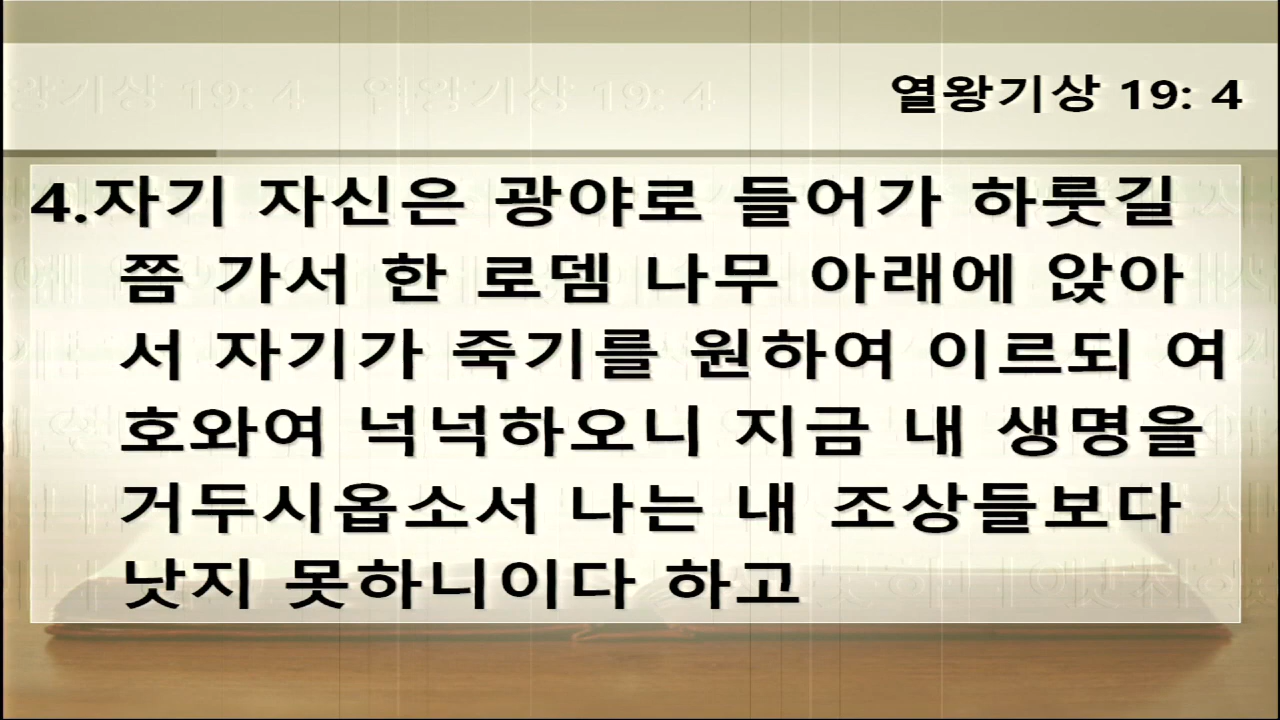 열왕기상 19: 4
4.자기 자신은 광야로 들어가 하룻길
쯤 가서 한 로뎀 나무 아래에 앉아
서 자기가 죽기를 원하여 이르되 여
호와여 넉넉하오니 지금 내 생명을
거두시옵소서 나는 내 조상들보다
낫지 못하니이다 하고